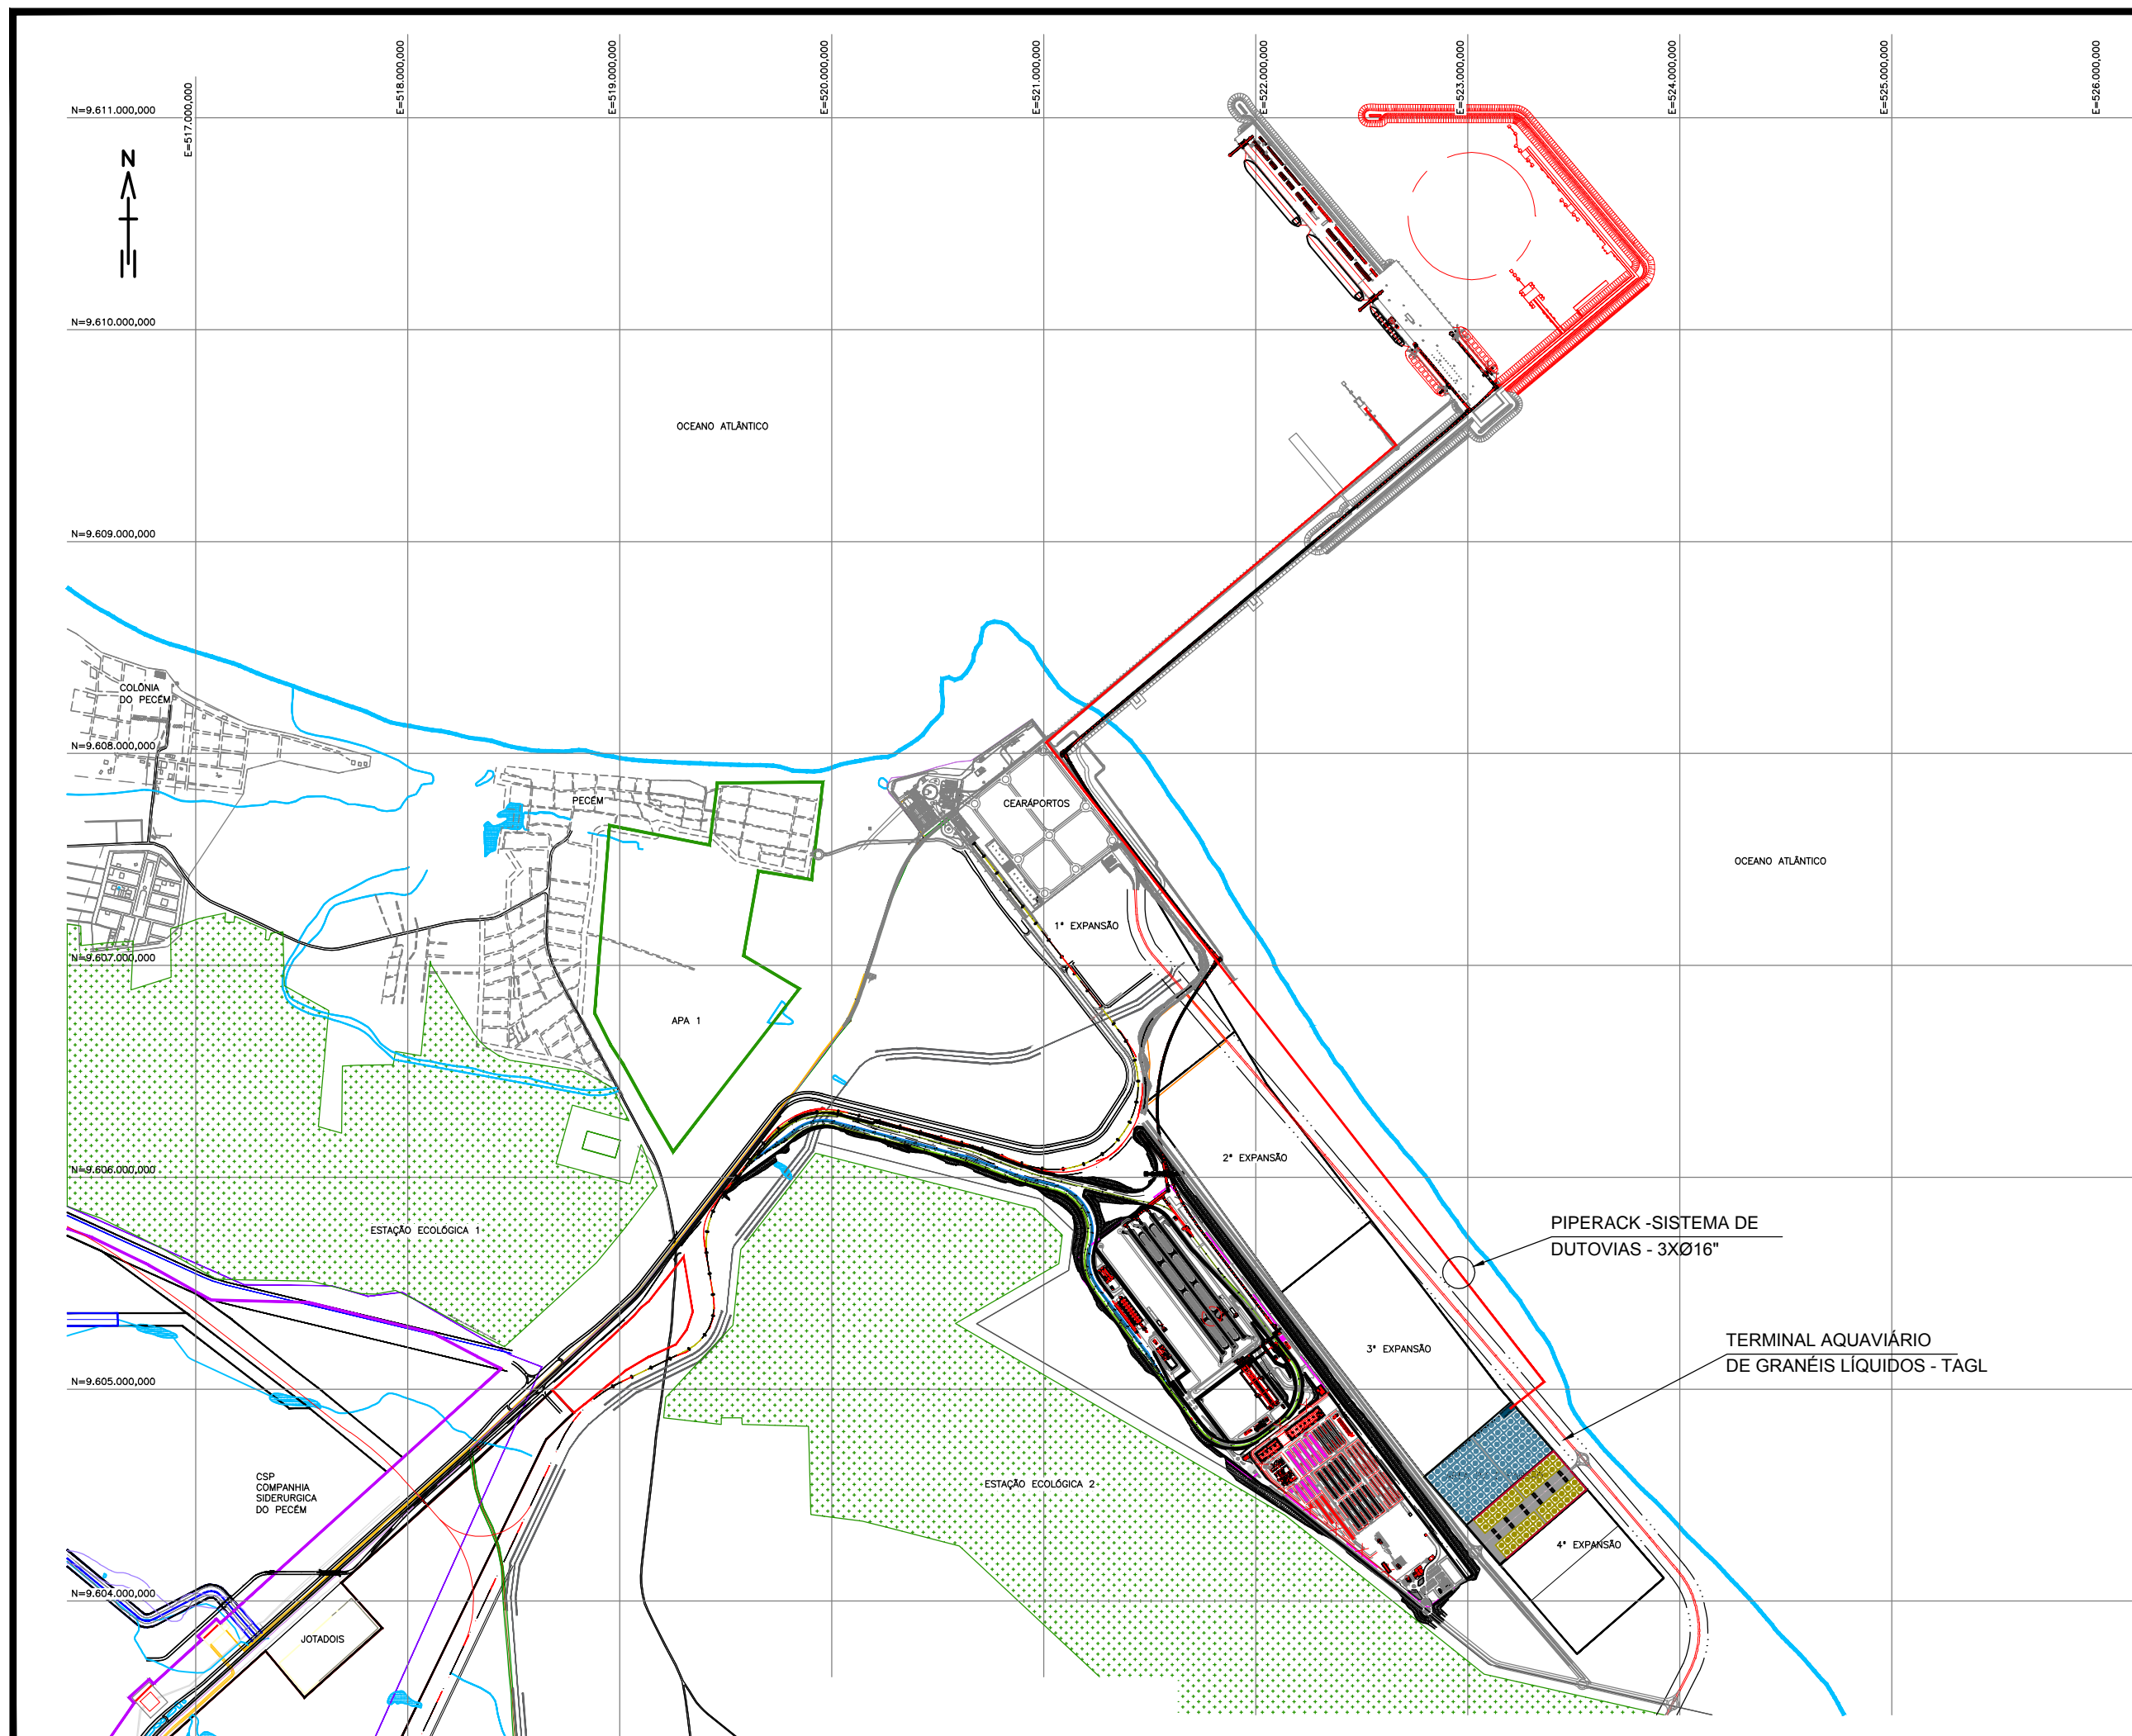 E=517.000,000
E=518.000,000
E=519.000,000
E=520.000,000
E=521.000,000
E=522.000,000
E=523.000,000
E=524.000,000
E=525.000,000
E=526.000,000
N=9.611.000,000
N
N=9.610.000,000
OCEANO ATLÂNTICO
N=9.609.000,000
COLÔNIA
DO PECÉM
N=9.608.000,000
PECÉM
CEARÁPORTOS
OCEANO ATLÂNTICO
1ª EXPANSÃO
N=9.607.000,000
APA 1
2ª EXPANSÃO
N=9.606.000,000
ESTAÇÃO ECOLÓGICA 1
PIPERACK -SISTEMA DE
DUTOVIAS - 3XØ16"
TERMINAL AQUAVIÁRIO
DE GRANÉIS LÍQUIDOS - TAGL
3ª EXPANSÃO
N=9.605.000,000
CSP
COMPANHIA
SIDERURGICA
DO PECÉM
ESTAÇÃO ECOLÓGICA 2
4ª EXPANSÃO
N=9.604.000,000
JOTADOIS